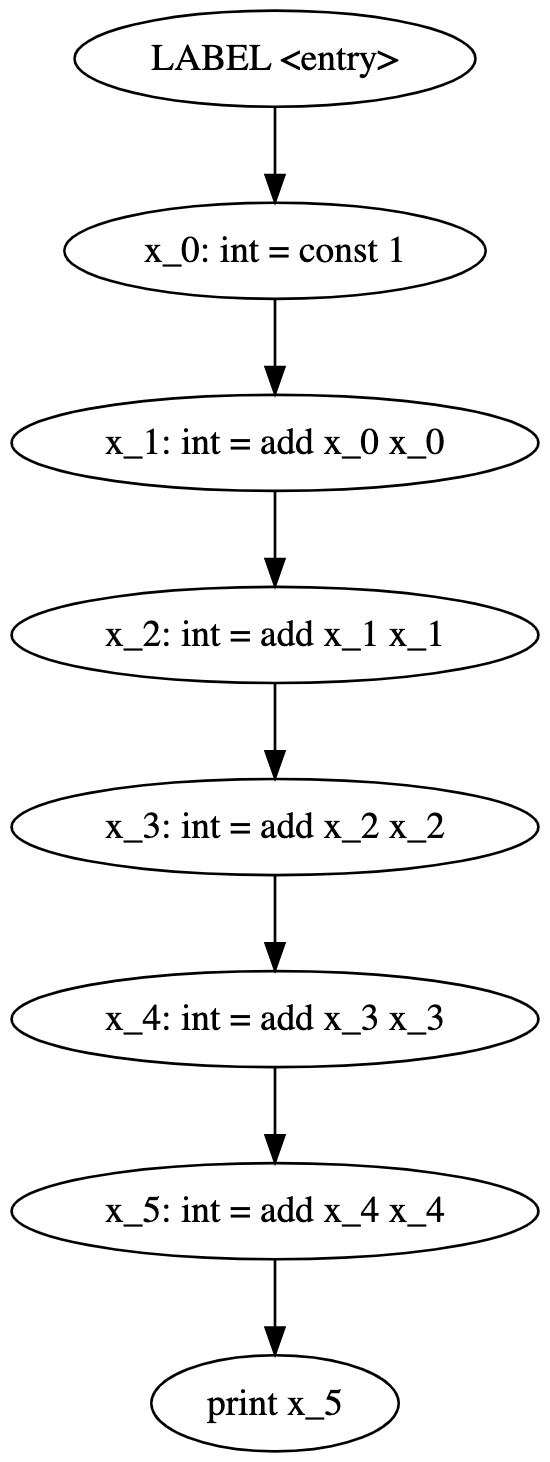 LABEL <entry>
x_0: int = const 1
x_1: int = add x_0 x_0
x_2: int = add x_1 x_1
x_3: int = add x_2 x_2
x_4: int = add x_3 x_3
x_5: int = add x_4 x_4
print x_5